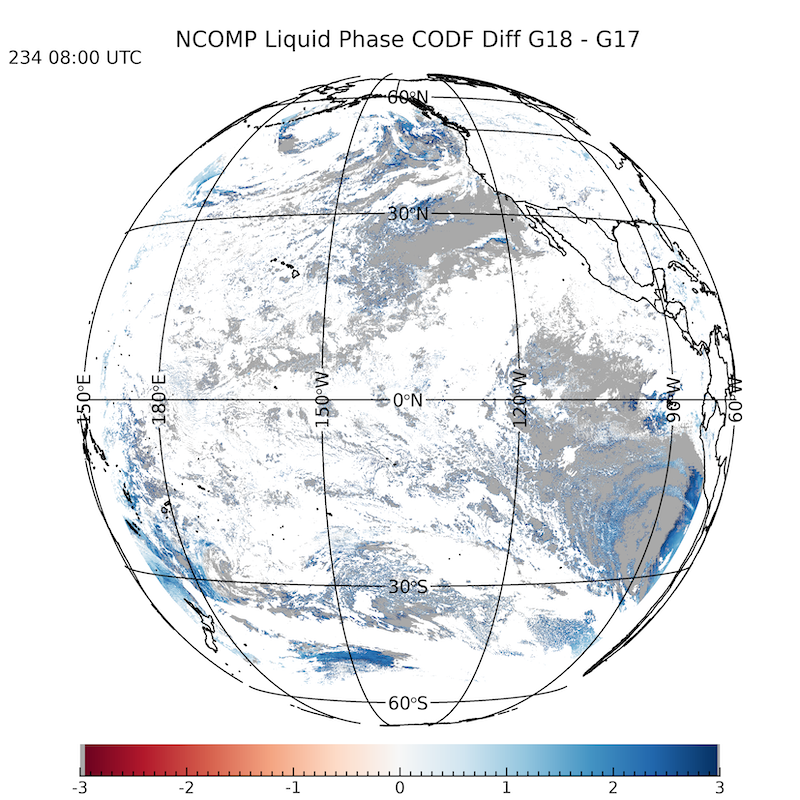 NCOMP Liquid Phase CODF Diff G18 - G17
234 08:00 UTC
60°N
30°N
150°E
180°E
150°W
0°N
120°W
90°W
60°W
30°S
60°S
-3
-2
-1
0
1
2
3